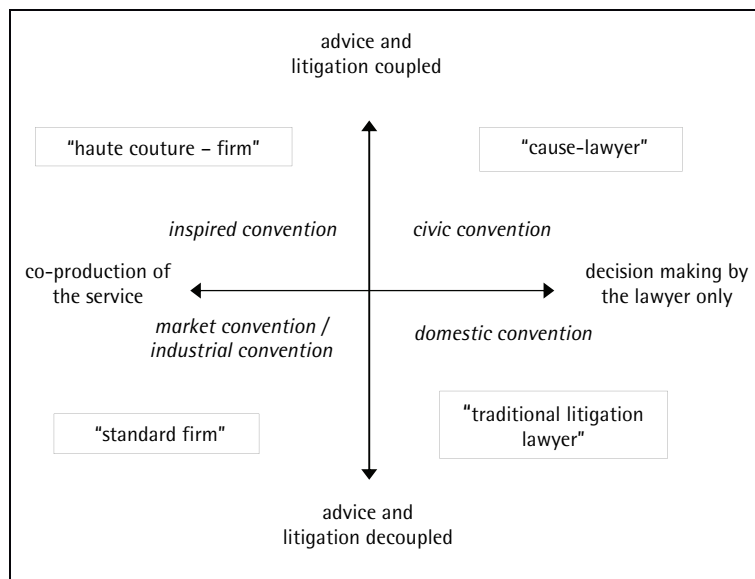 advice and
litigation coupled
“haute couture – firm”
“cause-lawyer”
inspired convention
civic convention
co-production of
the service
decision making by
the lawyer only
market convention /
industrial convention
domestic convention
“standard firm”
“traditional litigation
lawyer”
advice and
litigation decoupled